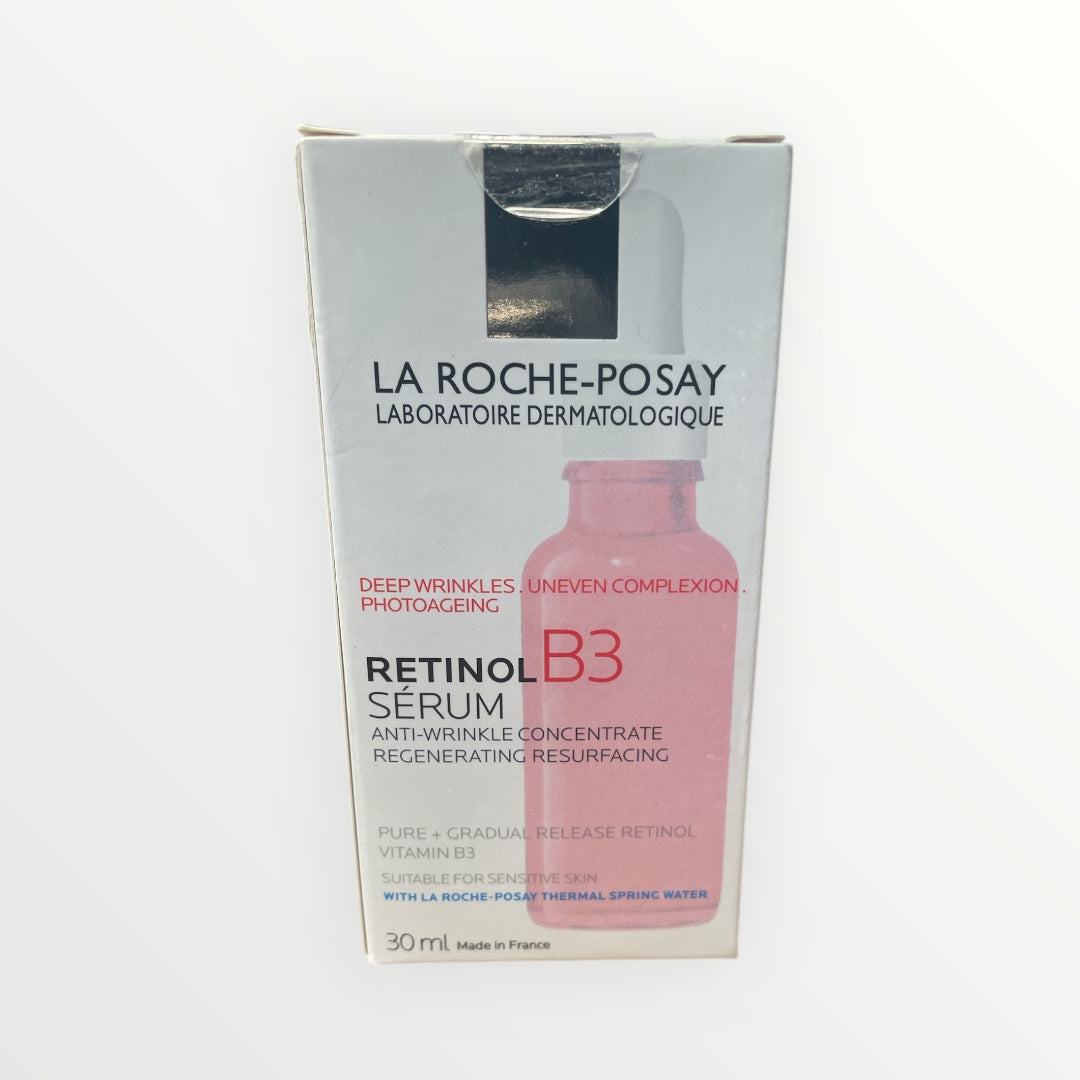 LA ROCHE-POSAY
LABORATOIRE DERMATOLOGIQUE
DEEP WRINKLES . UNEVEN COMPLEXION .
PHOTOAGEING
RETINOL B3
SÉRUM
ANTI-WRINKLE CONCENTRATE
REGENERATING RESURFACING
PURE + GRADUAL RELEASE RETINOL
VITAMIN B3
SUITABLE FOR SENSITIVE SKIN
WITH LA ROCHE-POSAY THERMAL SPRING WATER
30 ml Made in France